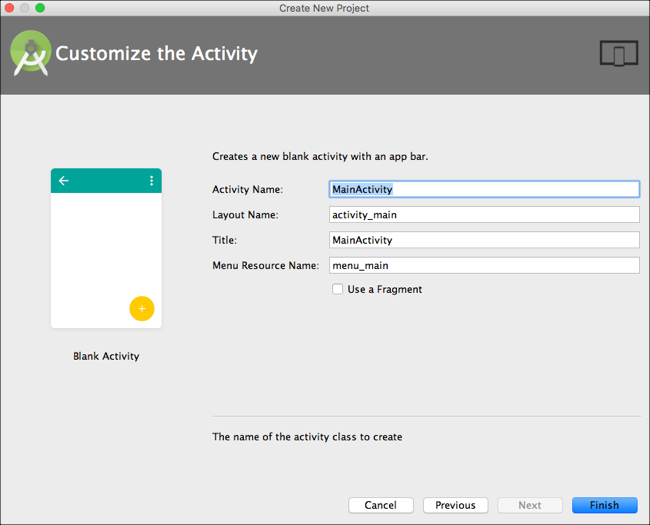 Create New Project
Customize the Activity
Creates a new blank activity with an app bar.
Activity Name: MainActivity
Layout Name: activity_main
Title: MainActivity
Menu Resource Name: menu_main
Use a Fragment
Blank Activity
The name of the activity class to create
Cancel Previous Next Finish